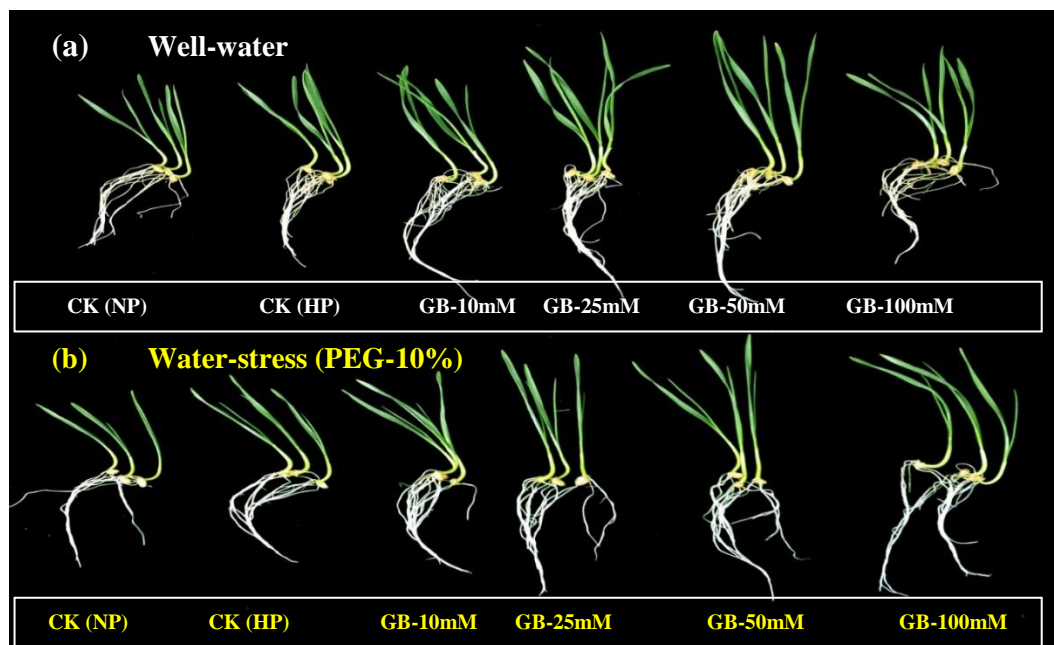 (a) Well-water
CK (NP) CK (HP) GB-10mM GB-25mM GB-50mM GB-100mM
(b) Water-stress (PEG-10%)
CK (NP) CK (HP) GB-10mM GB-25mM GB-50mM GB-100mM